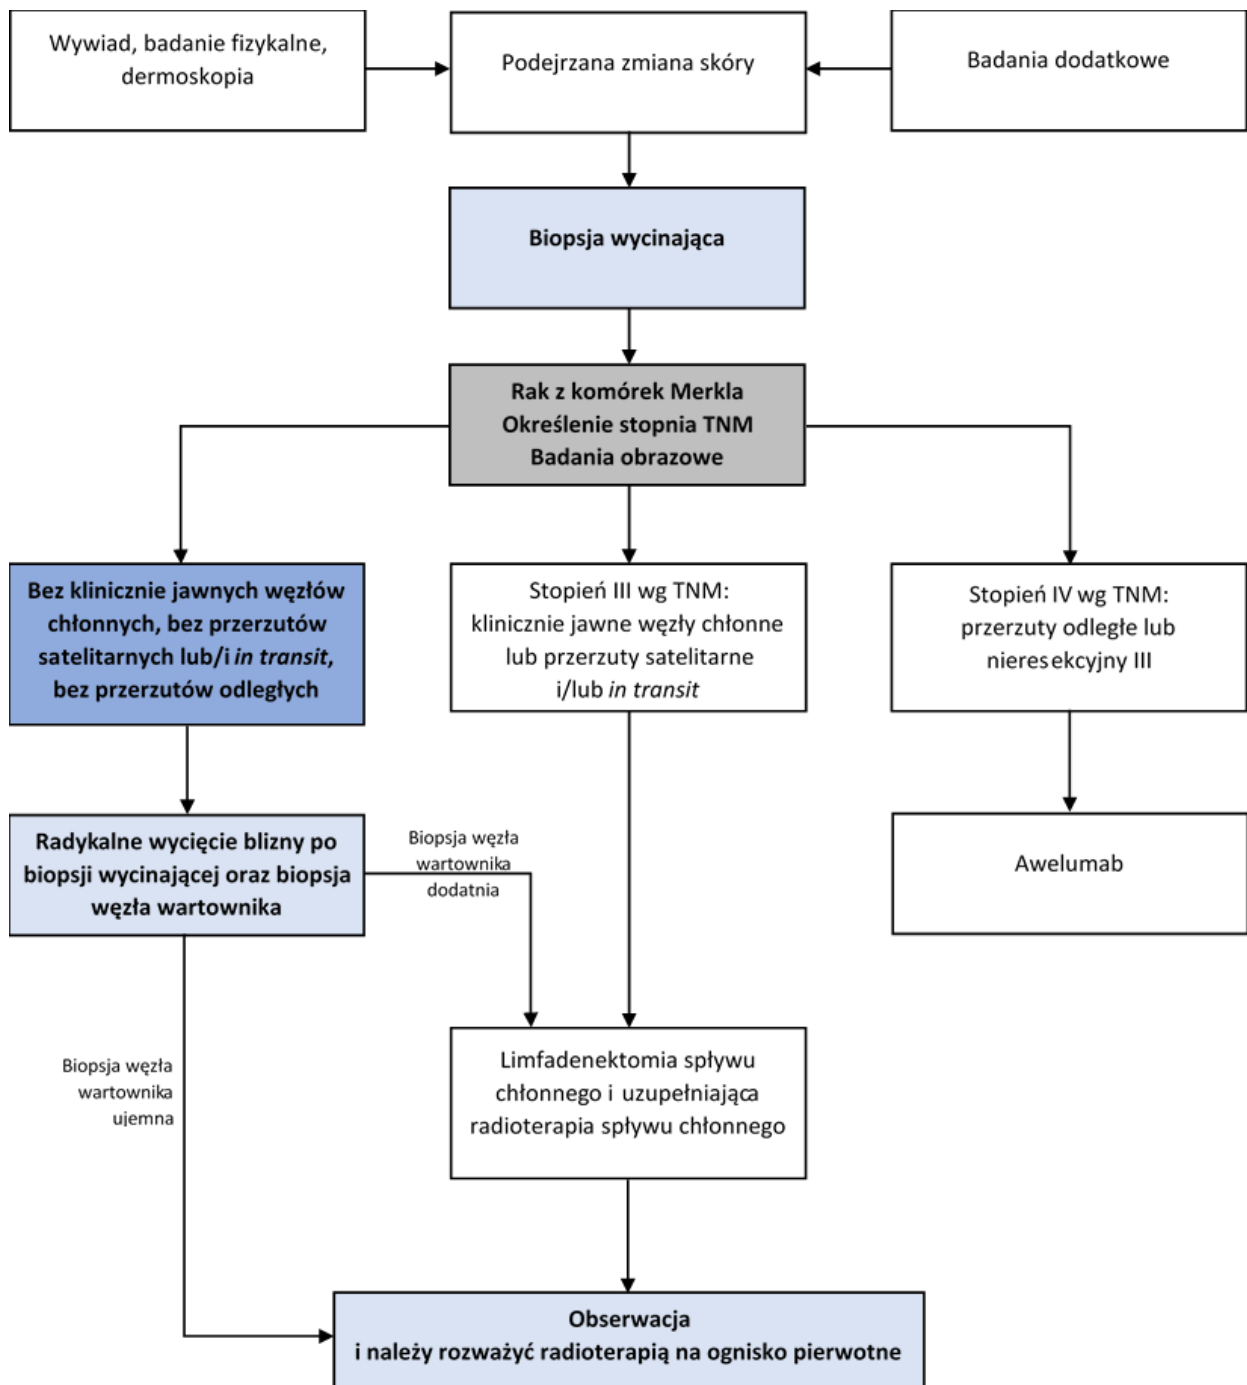 Wywiad, badanie fizykalne,
dermoskopia
Podejrzana zmiana skóry
Badania dodatkowe
Biopsja wycinająca
Rak z komórek Merkla
Określenie stopnia TNM
Badania obrazowe
Bez klinicznie jawnych węzłów
chłonnych, bez przerzutów
satelitarnych lub/i in transit,
bez przerzutów odległych
Stopień III wg TNM:
klinicznie jawne węzły chłonne
lub przerzuty satelitarne
i/lub in transit
Stopień IV wg TNM:
przerzuty odległe lub
nieresekcyjny III
Radykalne wycięcie blizny po
biopsji wycinającej oraz biopsja
węzła wartownika
Biopsja węzła
wartownika
dodatnia
Awelumab
Biopsja węzła
wartownika
ujemna
Limfadenektomia spływu
chłonnego i uzupełniająca
radioterapia spływu chłonnego
Obserwacja
i należy rozważyć radioterapią na ognisko pierwotne